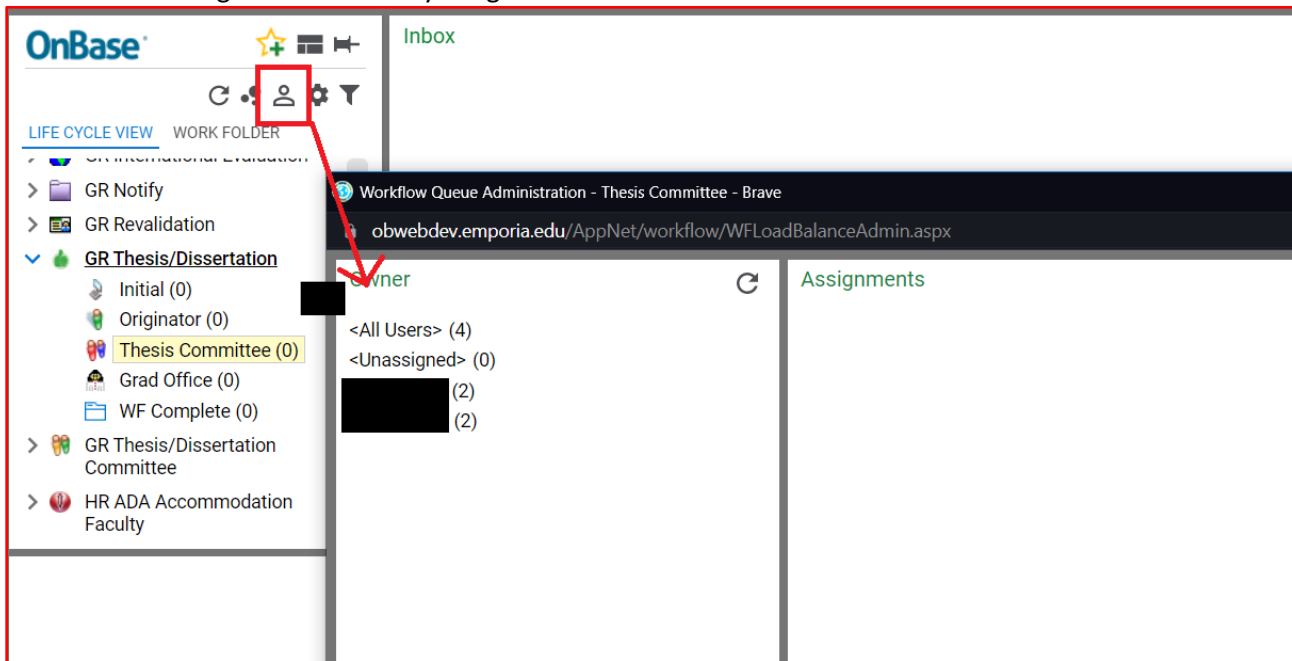 OnBase
Inbox
LIFE CYCLE VIEW WORK FOLDER
GR International Evaluation
GR Notify
GR Revalidation
GR Thesis/Dissertation
Initial (0)
Originator (0)
Thesis Committee (0)
Grad Office (0)
WF Complete (0)
GR Thesis/Dissertation
Committee
HR ADA Accommodation
Faculty
Workflow Queue Administration - Thesis Committee - Brave
obwebdev.emporia.edu/AppNet/workflow/WFLoadBalanceAdmin.aspx
Owner
<All Users> (4)
<Unassigned> (0)
(2)
(2)
Assignments